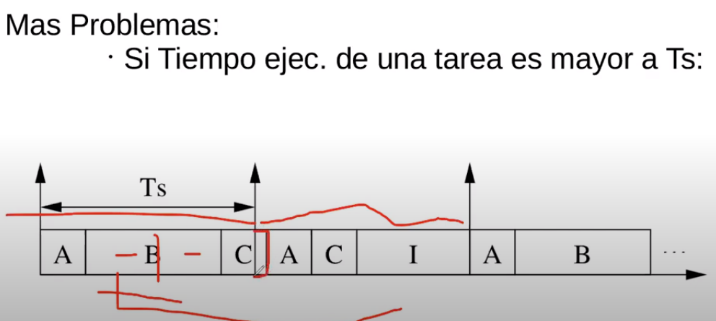 Mas Problemas:
· Si Tiempo ejec. de una tarea es mayor a Ts:
Ts
A B C A C I A B ...